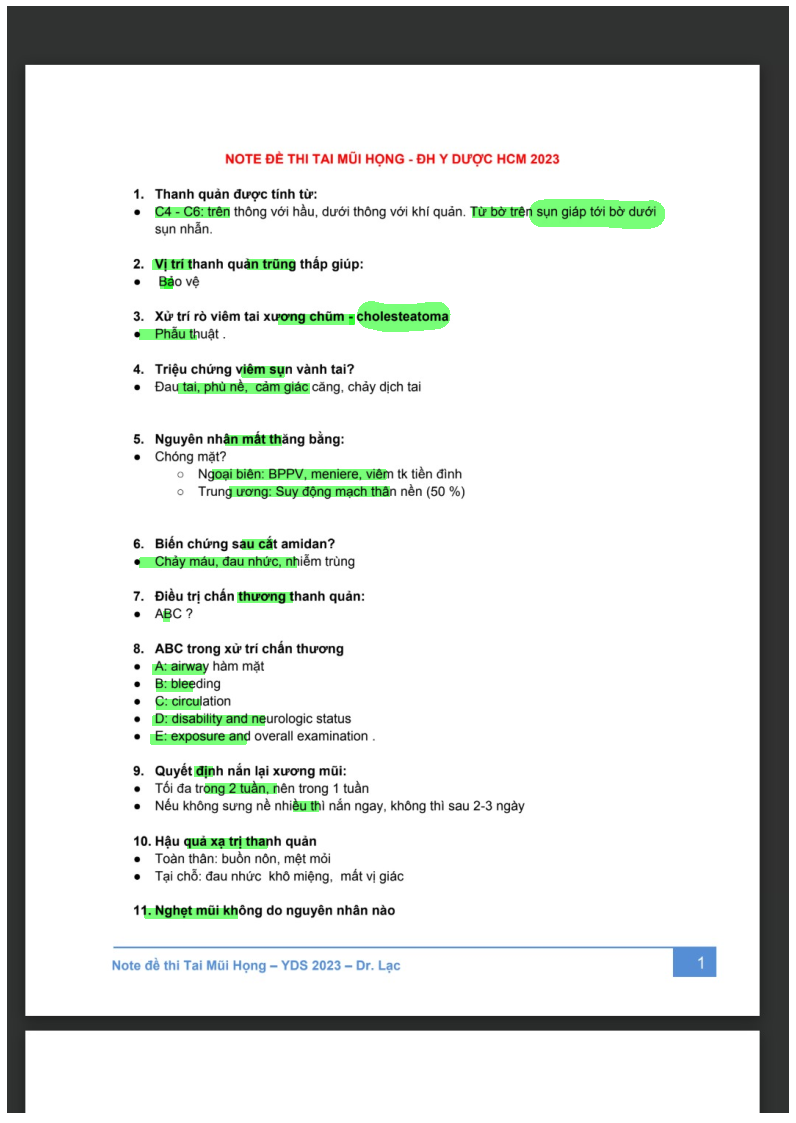 NOTE ĐỀ THI TAI MŨI HỌNG - ĐH Y DƯỢC HCM 2023
1. Thanh quản được tính từ:
● C4 - C6: trên thông với hầu, dưới thông với khí quản. Từ bờ trên sụn giáp tới bờ dưới
sụn nhẫn.
2. Vị trí thanh quản trũng thấp giúp:
● Bảo vệ
3. Xử trí rò viêm tai xương chũm - cholesteatoma
● Phẫu thuật .
4. Triệu chứng viêm sụn vành tai?
● Đau tai, phù nề, cảm giác căng, chảy dịch tai
5. Nguyên nhân mất thăng bằng:
● Chóng mặt?
○ Ngoại biên: BPPV, meniere, viêm tk tiền đình
○ Trung ương: Suy động mạch thân nền (50 %)
6. Biến chứng sau cắt amidan?
● Chảy máu, đau nhức, nhiễm trùng
7. Điều trị chấn thương thanh quản:
● ABC ?
8. ABC trong xử trí chấn thương
● A: airway hàm mặt
● B: bleeding
● C: circulation
● D: disability and neurologic status
● E: exposure and overall examination .
9. Quyết định nắn lại xương mũi:
● Tối đa trong 2 tuần, nên trong 1 tuần
● Nếu không sưng nề nhiều thì nắn ngay, không thì sau 2-3 ngày
10. Hậu quả xạ trị thanh quản
● Toàn thân: buồn nôn, mệt mỏi
● Tại chỗ: đau nhức khô miệng, mất vị giác
11. Nghẹt mũi không do nguyên nhân nào
Note đề thi Tai Mũi Họng – YDS 2023 – Dr. Lạc
1